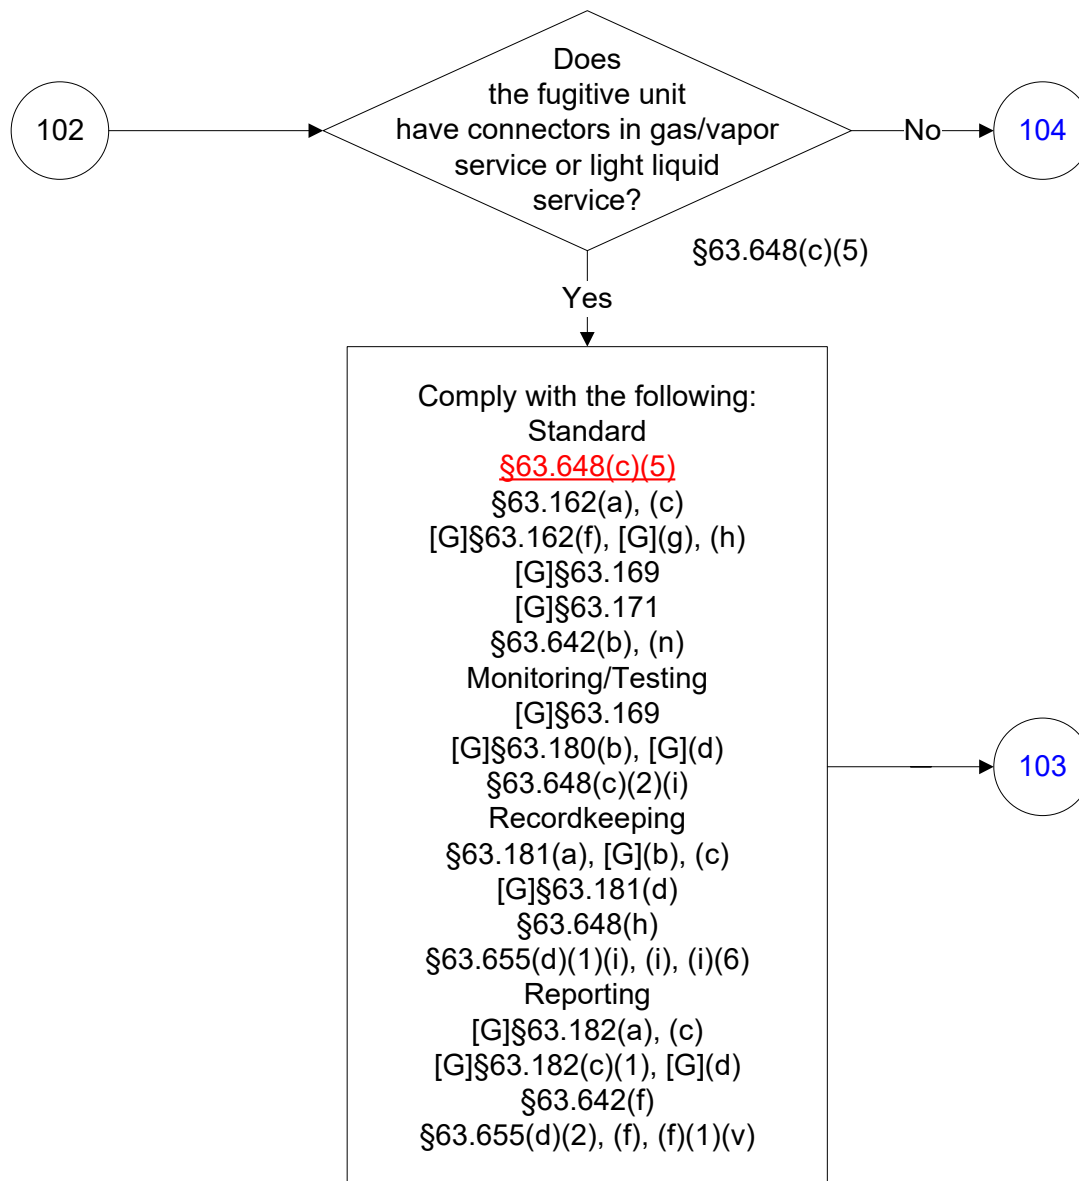 102
Does
the fugitive unit
have connectors in gas/vapor
service or light liquid
service?
No
104
§63.648(c)(5)
Yes
Comply with the following:
Standard
§63.648(c)(5)
§63.162(a), (c)
[G]§63.162(f), [G](g), (h)
[G]§63.169
[G]§63.171
§63.642(b), (n)
Monitoring/Testing
[G]§63.169
[G]§63.180(b), [G](d)
§63.648(c)(2)(i)
Recordkeeping
§63.181(a), [G](b), (c)
[G]§63.181(d)
§63.648(h)
§63.655(d)(1)(i), (i), (i)(6)
Reporting
[G]§63.182(a), (c)
[G]§63.182(c)(1), [G](d)
§63.642(f)
§63.655(d)(2), (f), (f)(1)(v)
103